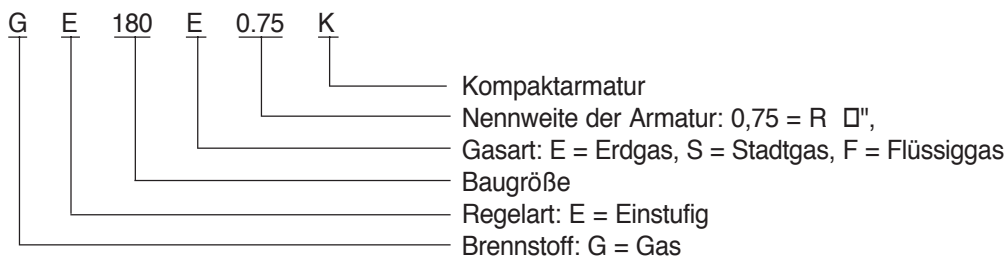 G E 180 E 0.75 K
Kompaktarmatur
Nennweite der Armatur: 0,75 = R □",
Gasart: E = Erdgas, S = Stadtgas, F = Flüssiggas
Baugröße
Regelart: E = Einstufig
Brennstoff: G = Gas